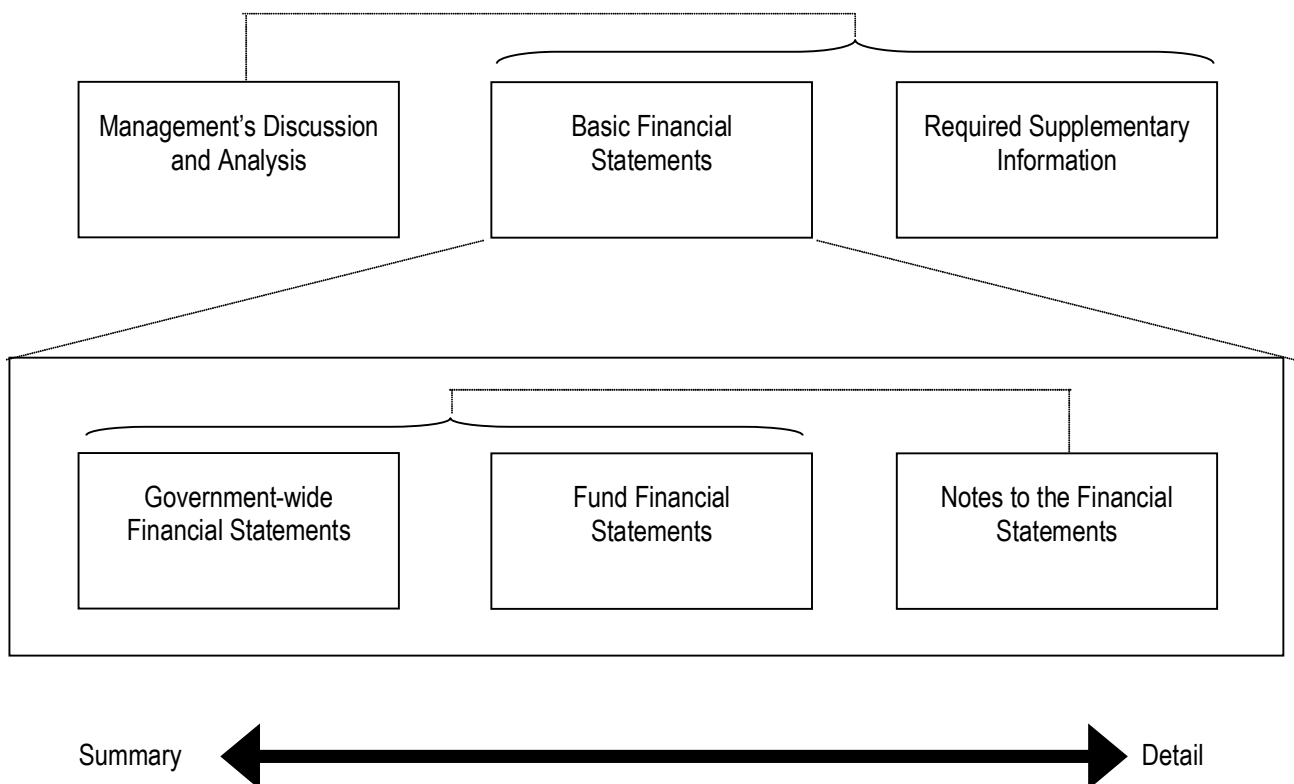 Management’s Discussion
and Analysis
Basic Financial
Statements
Required Supplementary
Information
Government-wide
Financial Statements
Fund Financial
Statements
Notes to the Financial
Statements
Summary
Detail